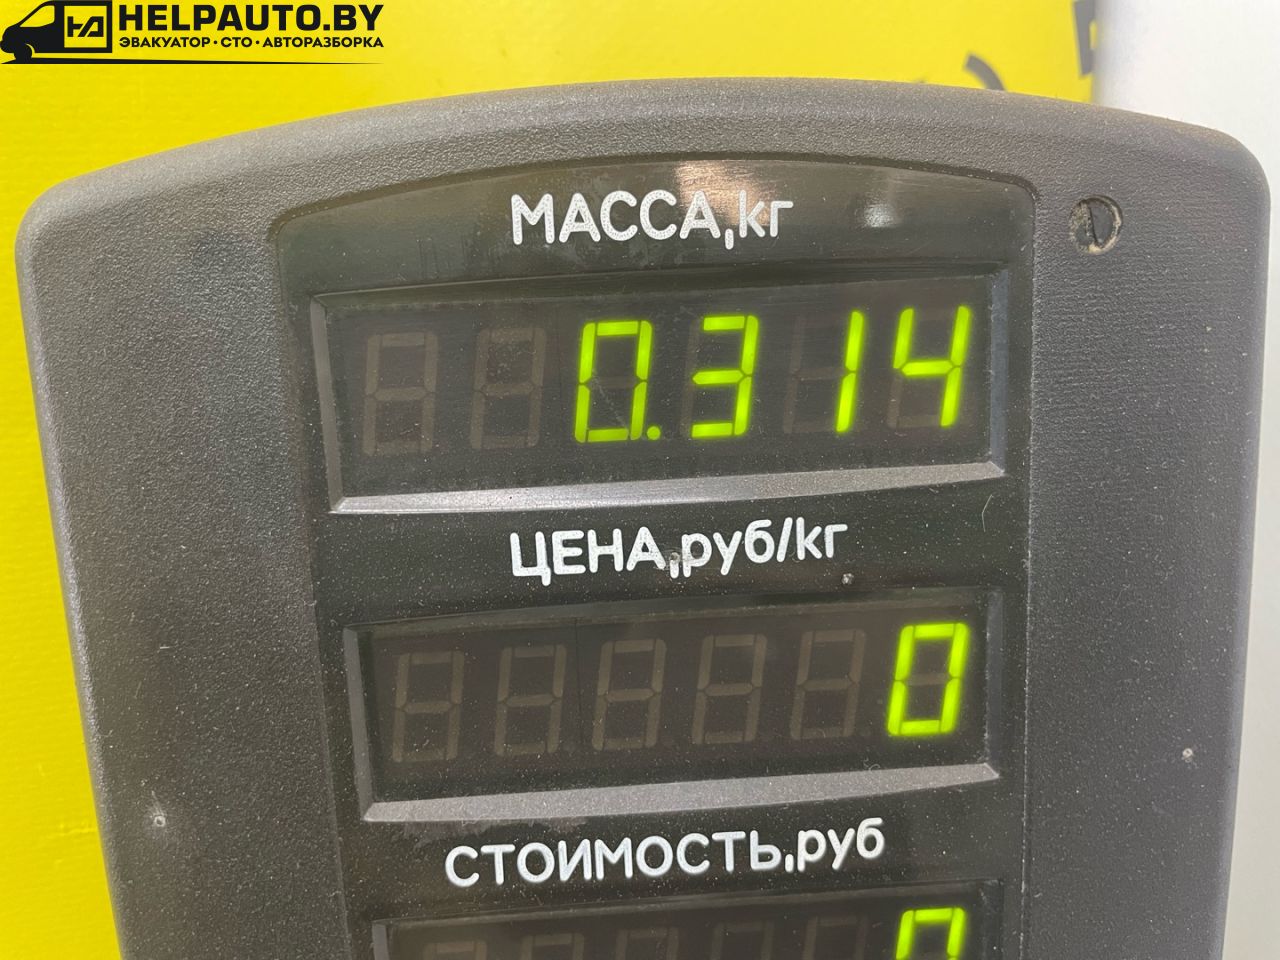 HELPAUTO.BY
ЭВАКУАТОР·СТО·АВТОРАЗБОРКА
МАССА,кг
0.314
ЦЕНА,руб/кг
0
СТОИМОСТЬ,руб